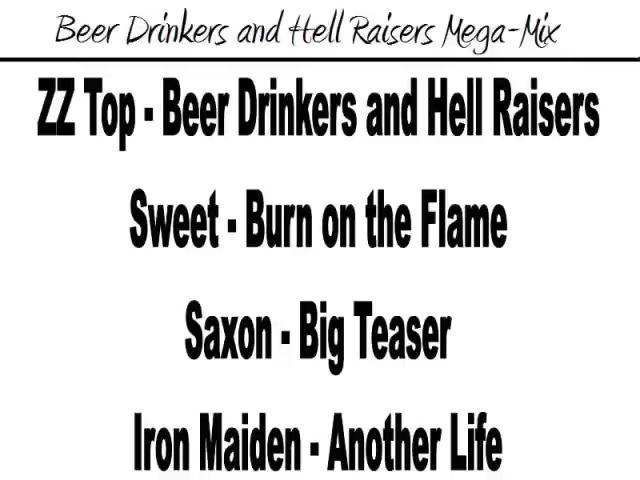 Beer Drinkers and Hell Raisers Mega-Mix
ZZ Top - Beer Drinkers and Hell Raisers
Sweet - Burn on the Flame
Saxon - Big Teaser
Iron Maiden - Another Life